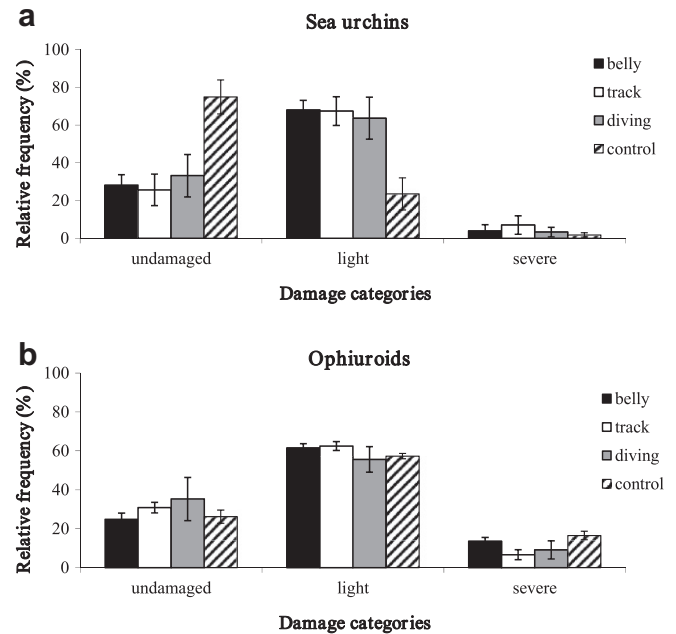 a
Sea urchins
Relative frequency (%)
100
80
60
40
20
0
belly
track
diving
control
undamaged light severe
Damage categories
b
Ophiuroids
Relative frequency (%)
100
80
60
40
20
0
belly
track
diving
control
undamaged light severe
Damage categories